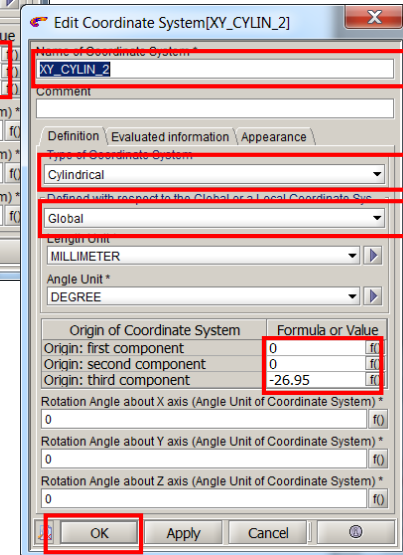 Edit Coordinate System[XY_CYLIN_2]
Name of Coordinate System *
XY_CYLIN_2
Comment
Definition Evaluated information Appearance
Type of Coordinate System
Cylindrical
Defined with respect to the Global or a Local Coordinate Sys
Global
Length Unit *
MILLIMETER
Angle Unit *
DEGREE
Origin of Coordinate System Formula or Value
Origin: first component 0 f()
Origin: second component 0 f()
Origin: third component -26.95 f()
Rotation Angle about X axis (Angle Unit of Coordinate System) *
0 f()
Rotation Angle about Y axis (Angle Unit of Coordinate System) *
0 f()
Rotation Angle about Z axis (Angle Unit of Coordinate System) *
0 f()
OK Apply Cancel